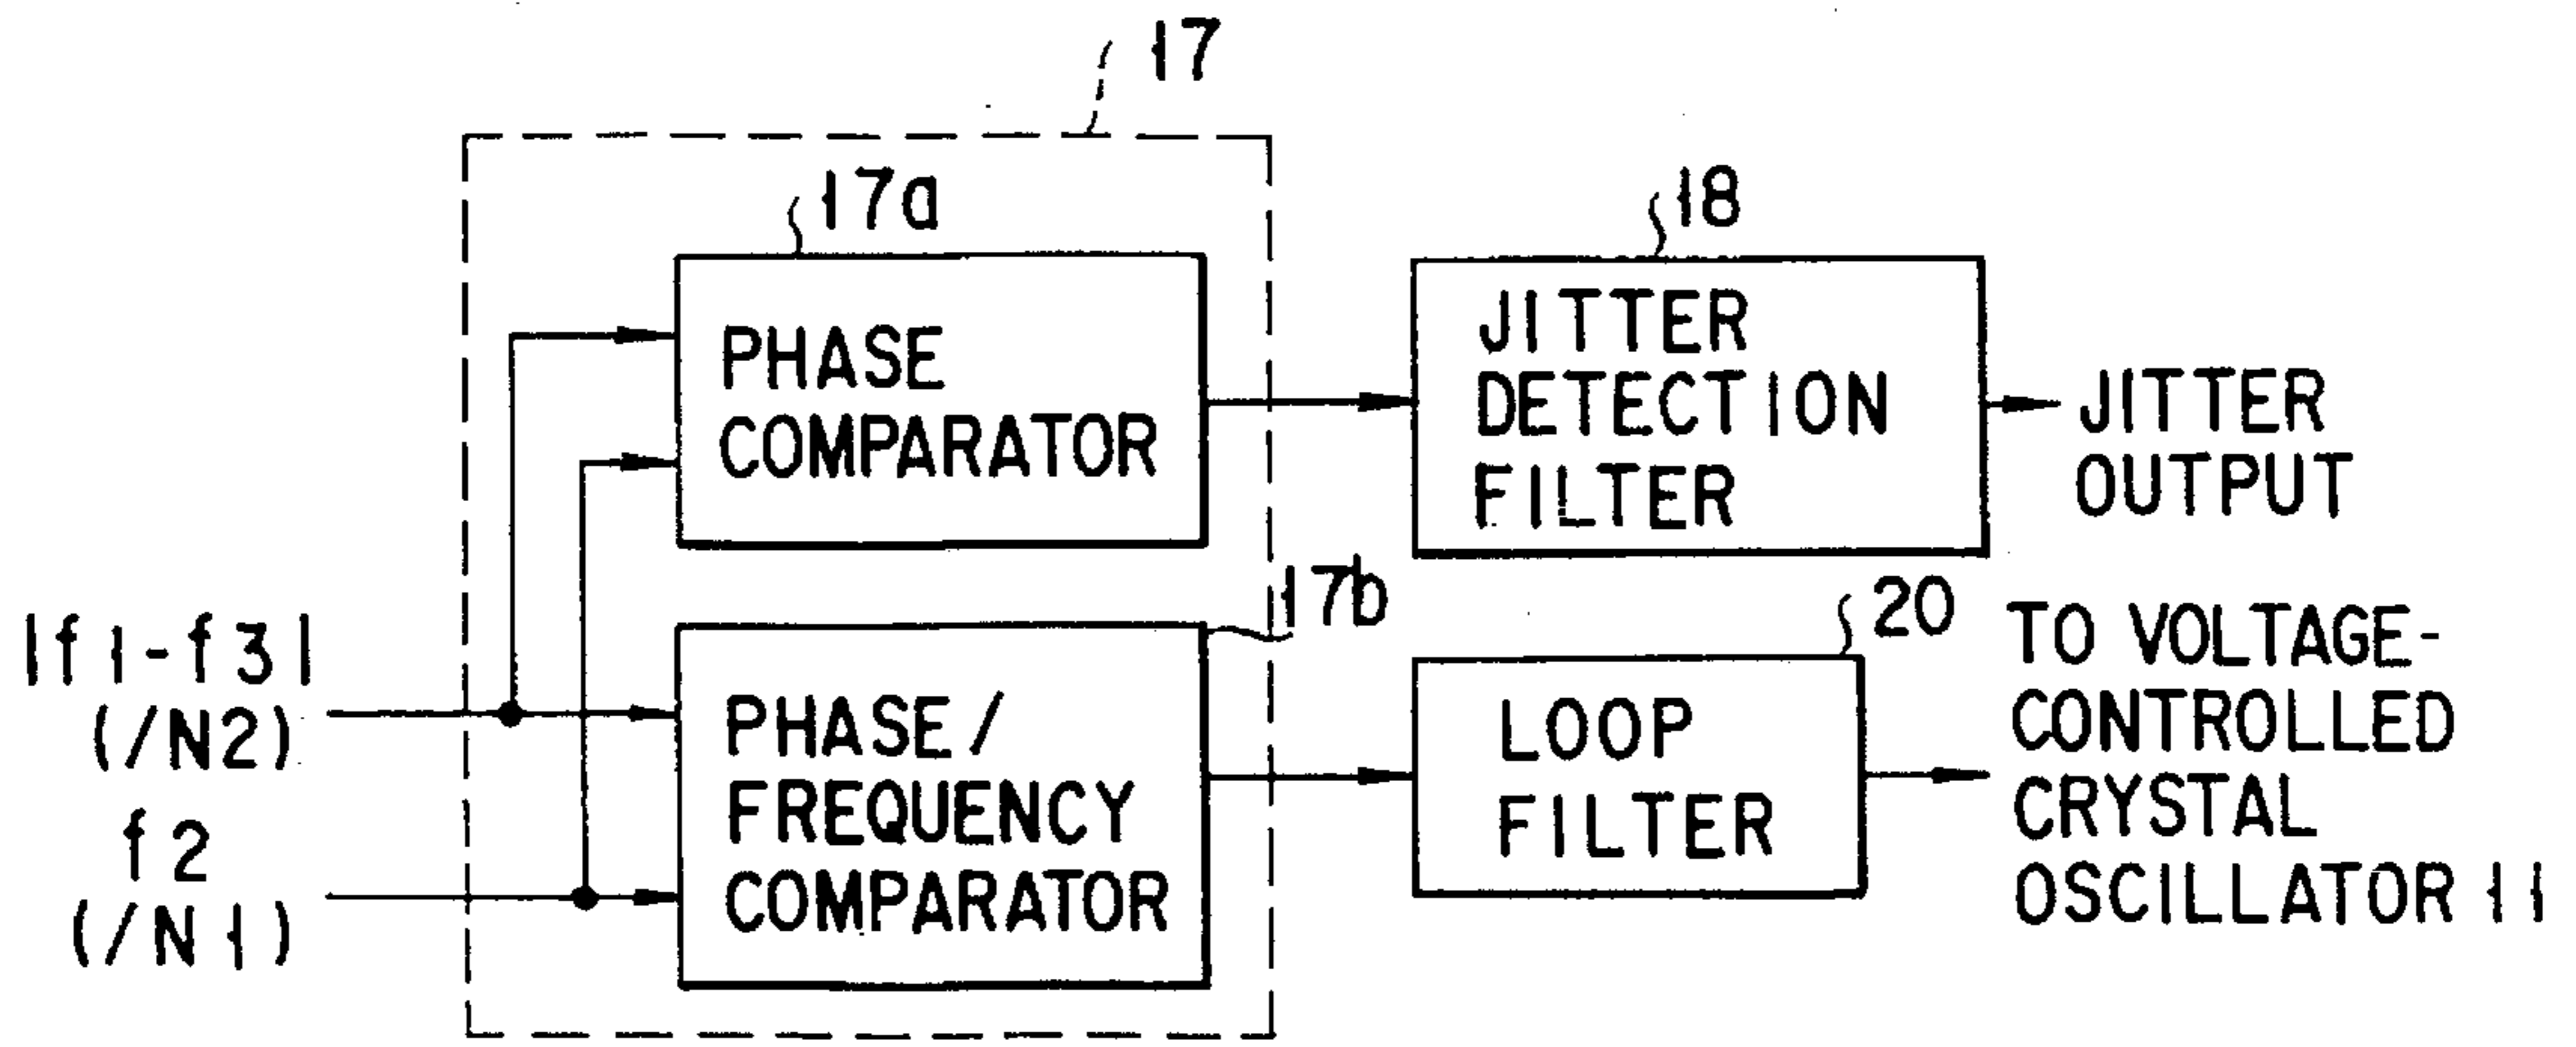 17
17a
18
PHASE
COMPARATOR
JITTER
DETECTION
FILTER
JITTER
OUTPUT
17b
20
|f1-f3|
(/N2)
f2
(/N1)
PHASE/
FREQUENCY
COMPARATOR
LOOP
FILTER
TO VOLTAGE-
CONTROLLED
CRYSTAL
OSCILLATOR 11